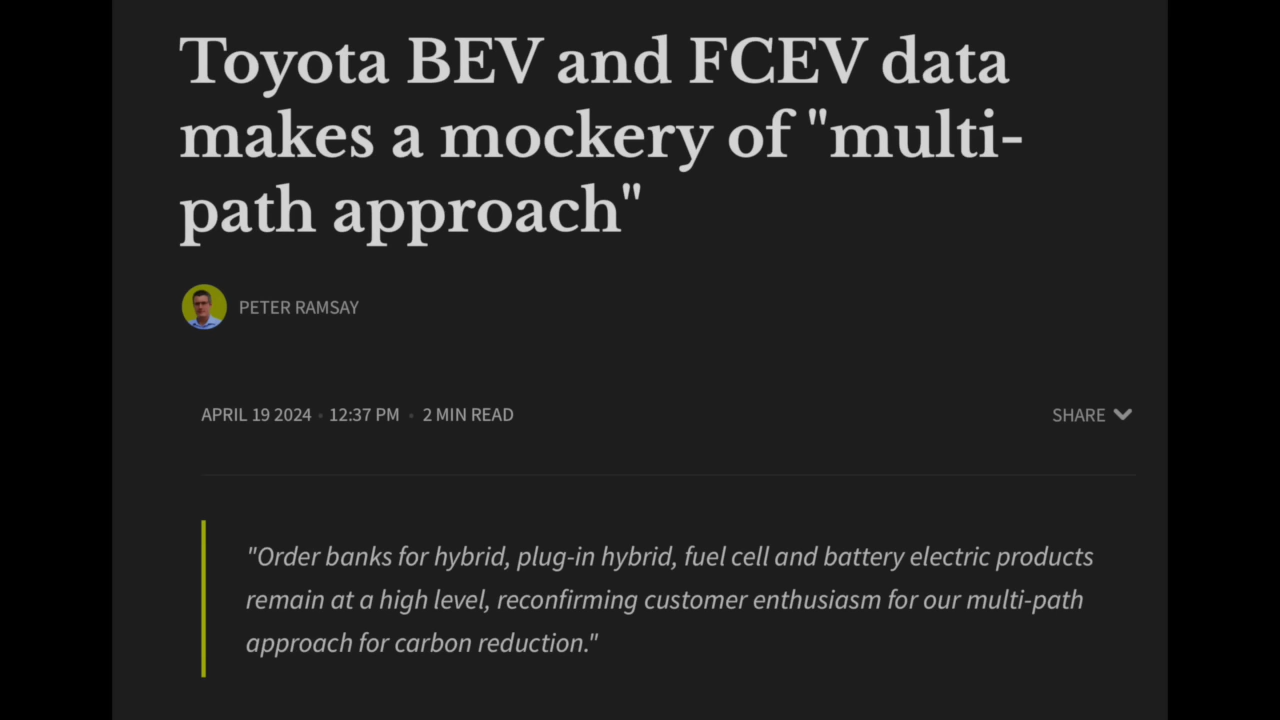 Toyota BEV and FCEV data
makes a mockery of "multi-
path approach"
PETER RAMSAY
APRIL 19 2024 • 12:37 PM • 2 MIN READ
SHARE
"Order banks for hybrid, plug-in hybrid, fuel cell and battery electric products
remain at a high level, reconfirming customer enthusiasm for our multi-path
approach for carbon reduction."